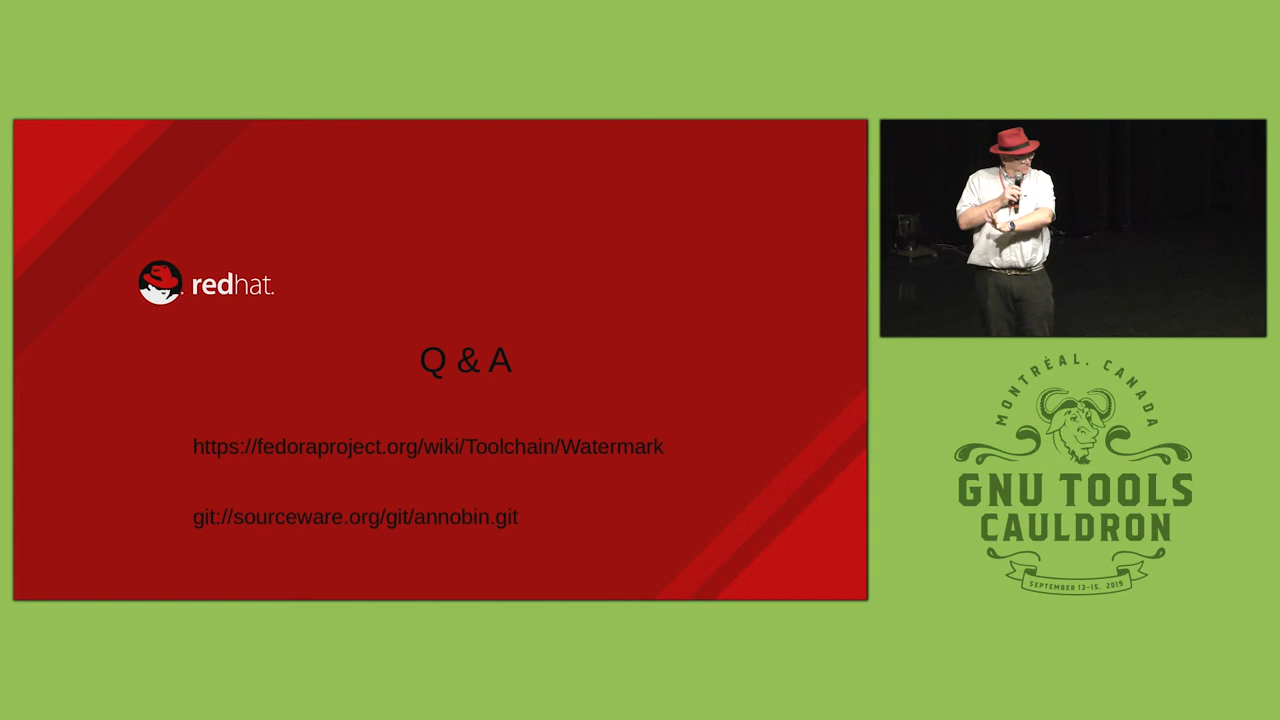 redhat.
Q & A
https://fedoraproject.org/wiki/Toolchain/Watermark
git://sourceware.org/git/annobin.git
MONTRÉAL. CANADA
GNU TOOLS
CAULDRON
SEPTEMBER 13-15, 2019